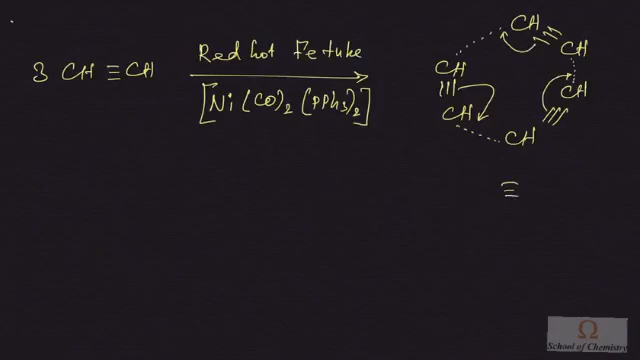 3 CH ≡ CH
Red hot Fe tube
[Ni(CO)2(PPh3)2]
CH
CH
CH
CH
CH
CH
≡
Ω
School of Chemistry